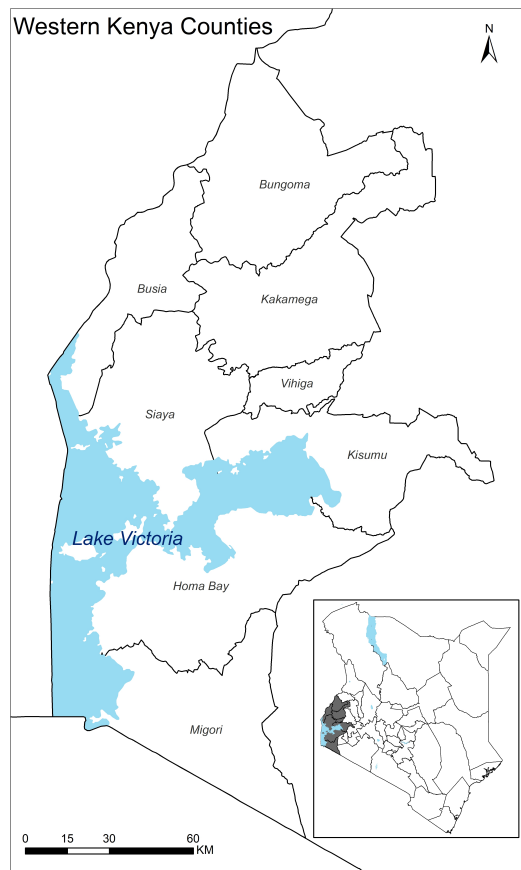 Western Kenya Counties
N
Bungoma
Busia
Kakamega
Vihiga
Siaya
Kisumu
Lake Victoria
Homa Bay
Migori
0 15 30 60
KM